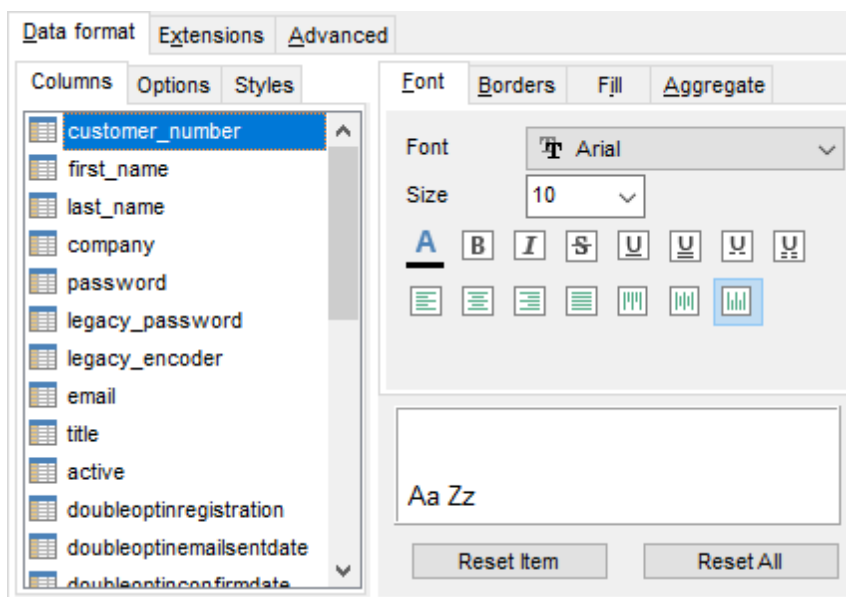 Data format Extensions Advanced
Columns Options Styles
customer_number
first_name
last_name
company
password
legacy_password
legacy_encoder
email
title
active
doubleoptinregistration
doubleoptinemailsentdate
doubleoptinconfirmdate
Font Borders Fill Aggregate
Font Arial
Size 10
A B I S U U U U
Aa Zz
Reset Item Reset All